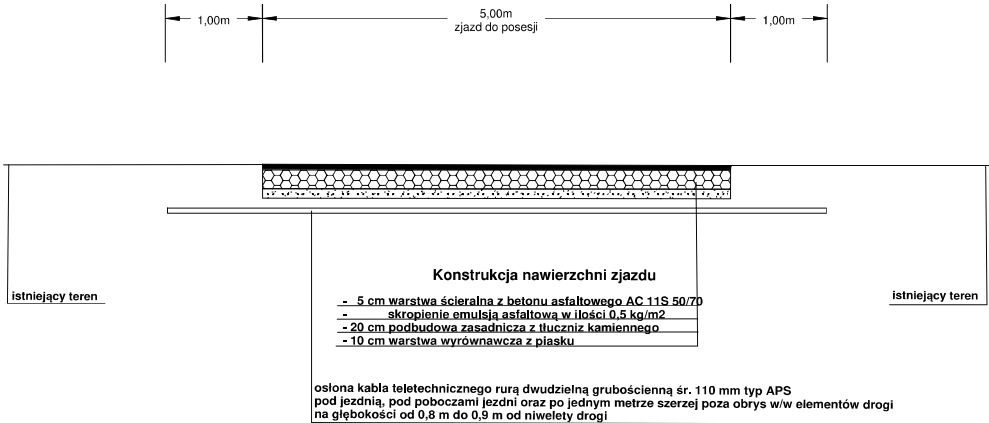 1,00m
5,00m
1,00m
zjazd do posesji
Konstrukcja nawierzchni zjazdu
istniejący teren
istniejący teren
- 5 cm warstwa ścieralna z betonu asfaltowego AC 11S 50/70
- skropienie emulsją asfaltową w ilości 0,5 kg/m2
- 20 cm podbudowa zasadnicza z tłuczniz kamiennego
- 10 cm warstwa wyrównawcza z piasku
osłona kabla teletechnicznego rurą dwudzielną grubościenną śr. 110 mm typ APS
pod jezdnią, pod poboczami jezdni oraz po jednym metrze szerzej poza obrys w/w elementów drogi
na głębokości od 0,8 m do 0,9 m od niwelety drogi